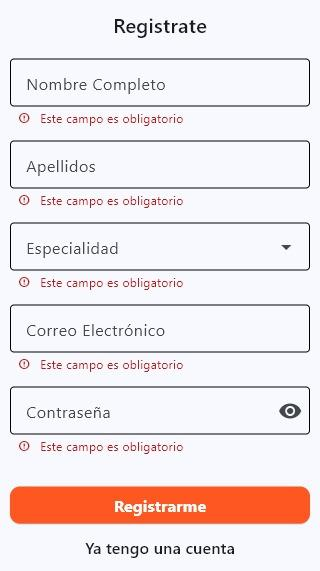 Registrate
Nombre Completo
Este campo es obligatorio
Apellidos
Este campo es obligatorio
Especialidad
Este campo es obligatorio
Correo Electrónico
Este campo es obligatorio
Contraseña
Este campo es obligatorio
Registrarme
Ya tengo una cuenta